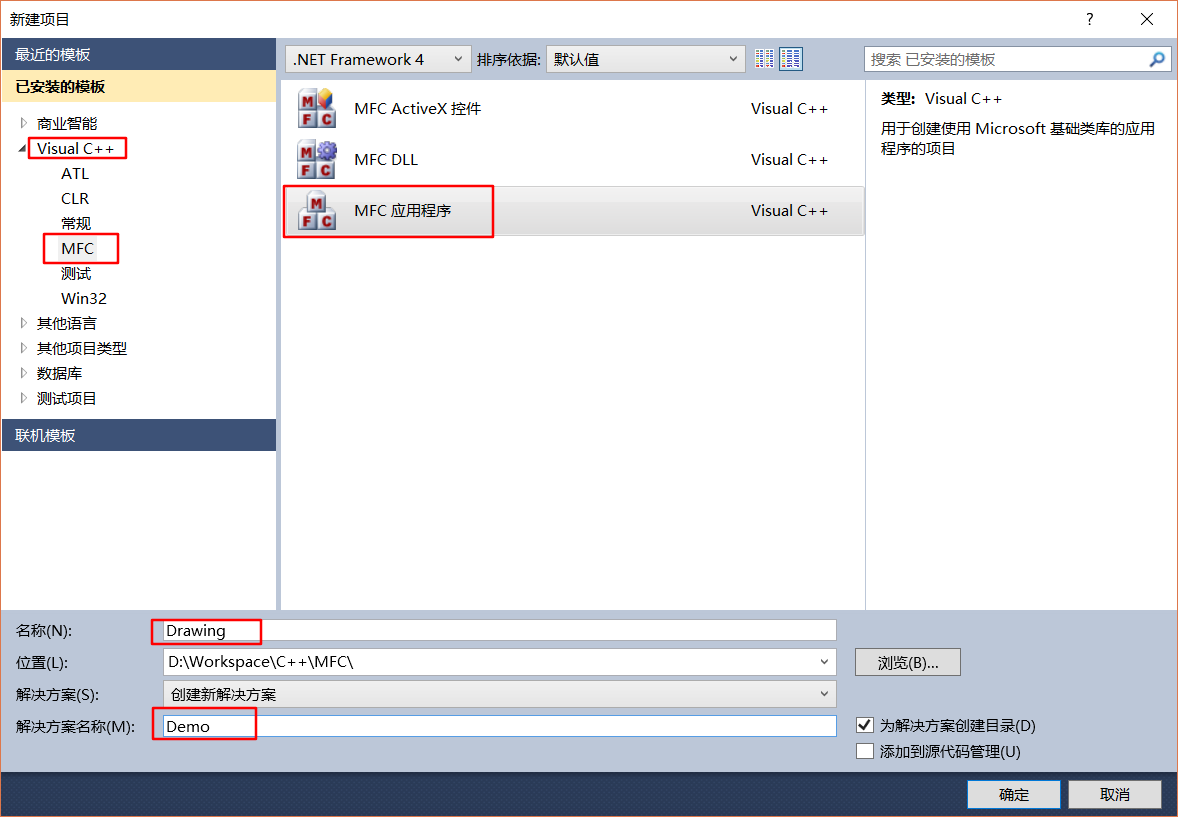 新建项目
?
最近的模板
已安装的模板
商业智能
Visual C++
ATL
CLR
常规
MFC
测试
Win32
其他语言
其他项目类型
数据库
测试项目
联机模板
.NET Framework 4 排序依据: 默认值
MFC ActiveX 控件 Visual C++
MFC DLL Visual C++
MFC 应用程序 Visual C++
搜索 已安装的模板
类型: Visual C++
用于创建使用 Microsoft 基础类库的应用
程序的项目
名称(N): Drawing
位置(L): D:\Workspace\C++\MFC\ 浏览(B)...
解决方案(S): 创建新解决方案
解决方案名称(M): Demo 为解决方案创建目录(D)
添加到源代码管理(U)
确定 取消